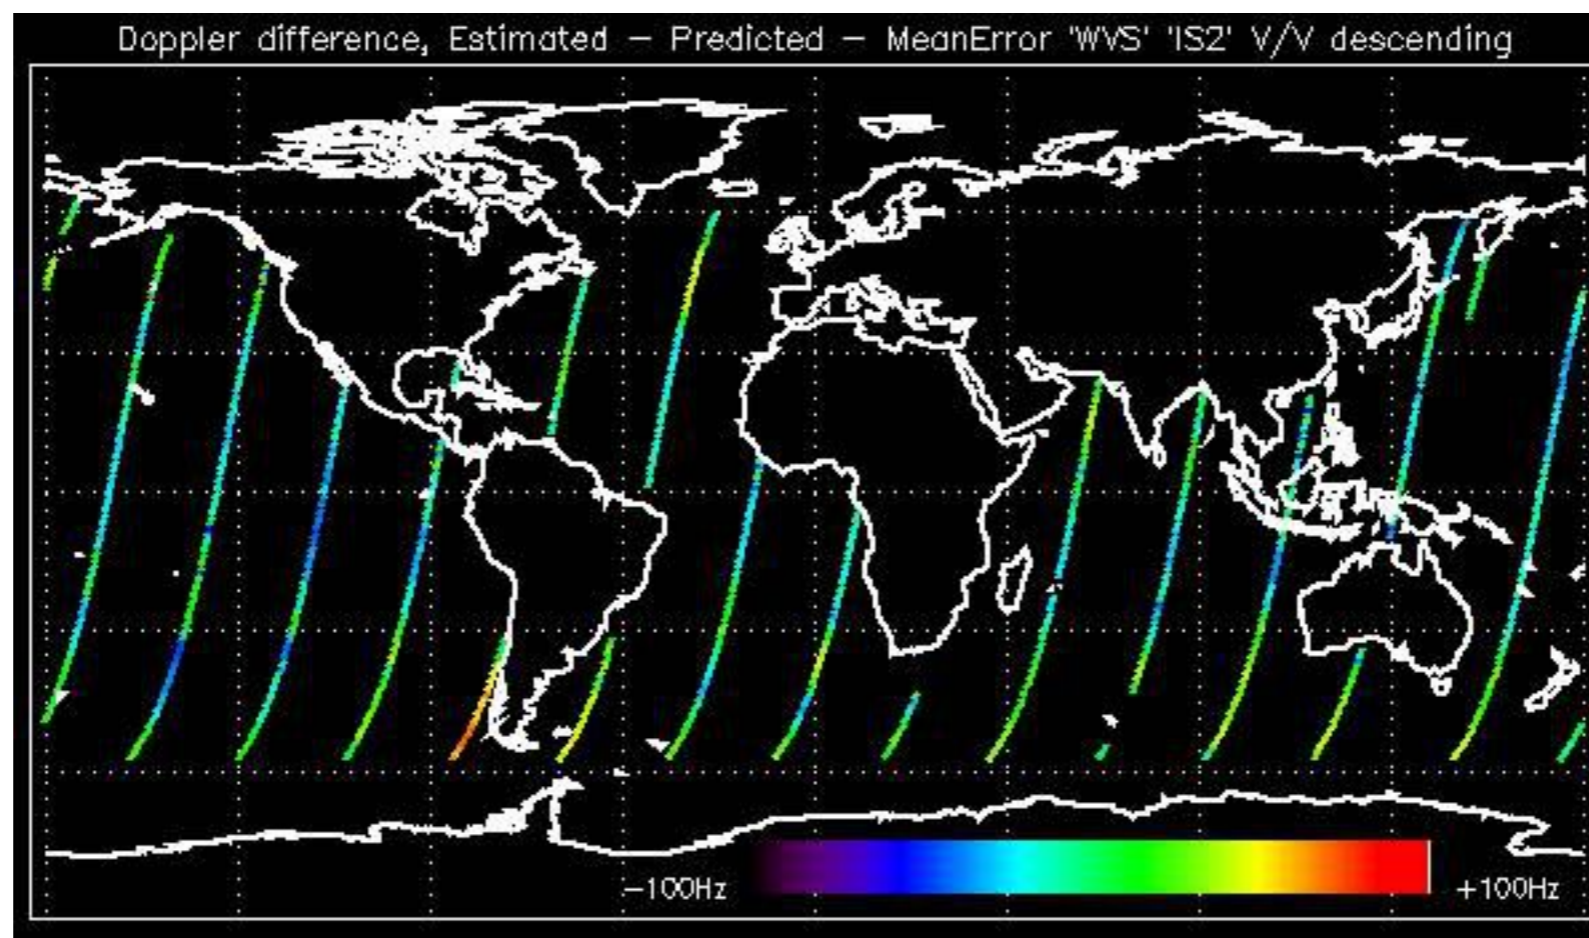 Doppler difference, Estimated - Predicted - MeanError 'WVS' 'IS2' V/V descending
-100Hz
+100Hz